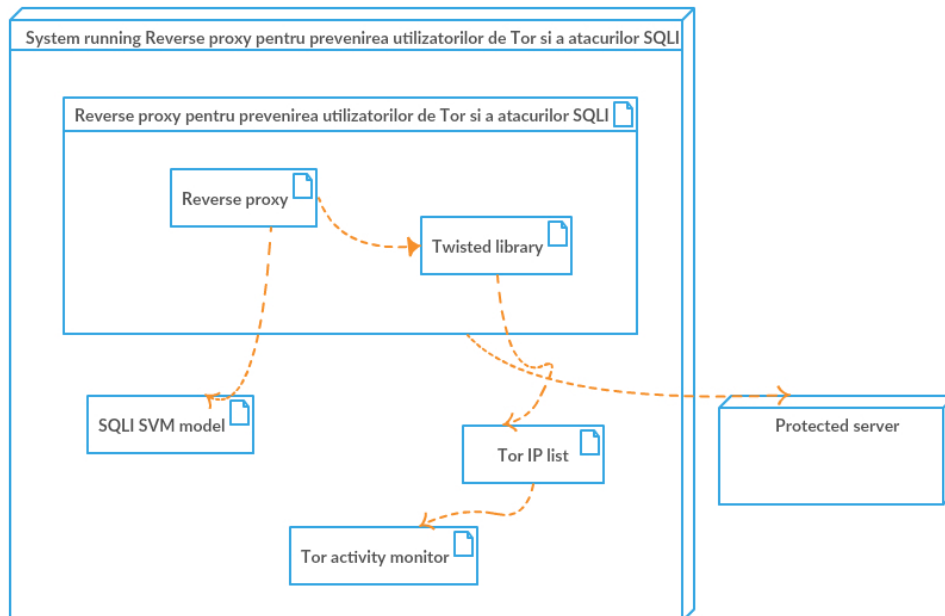 System running Reverse proxy pentru prevenirea utilizatorilor de Tor si a atacurilor SQLI
Reverse proxy pentru prevenirea utilizatorilor de Tor si a atacurilor SQLI
Reverse proxy
Twisted library
SQLI SVM model
Protected server
Tor IP list
Tor activity monitor